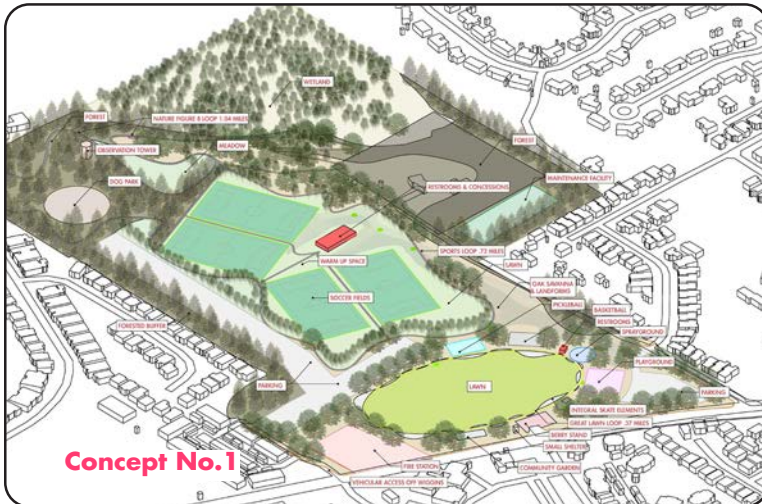 WETLAND
FOREST
NATURE FIGURE 8 LOOP 1.04 MILES
FOREST
OBSERVATION TOWER
MEADOW
MAINTENANCE FACILITY
DOG PARK
RESTROOMS & CONCESSIONS
SPORTS LOOP .72 MILES
WARM-UP SPACE
LAWN
OAK SAVANNA
& LANDFORMS
SOCCER FIELDS
PICKLEBALL
BASKETBALL
RESTROOMS
FORESTED BUFFER
SPRAYGROUND
PLAYGROUND
PARKING
LAWN
PARKING
INTEGRAL SKATE ELEMENTS
GREAT LAWN LOOP .37 MILES
BERRY STAND
SMALL SHELTER
Concept No.1
FIRE STATION
COMMUNITY GARDEN
VEHICULAR ACCESS OFF WIGGINS